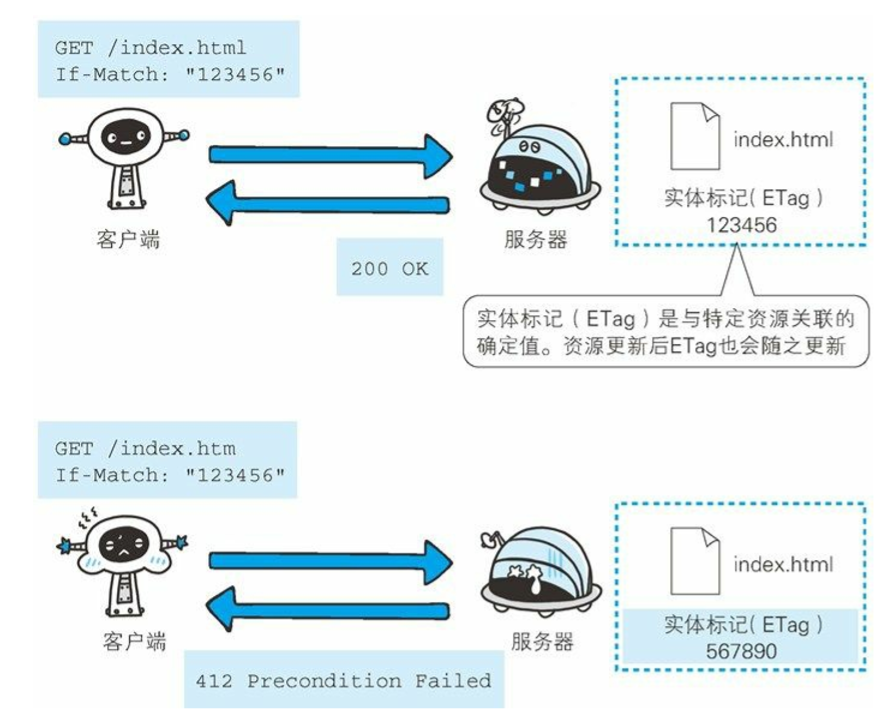 GET /index.html
If-Match: "123456"
index.html
实体标记( ETag )
123456
客户端
服务器
200 OK
实体标记（ ETag ）是与特定资源关联的
确定值。资源更新后ETag也会随之更新
GET /index.htm
If-Match: "123456"
index.html
实体标记( ETag )
567890
客户端
服务器
412 Precondition Failed